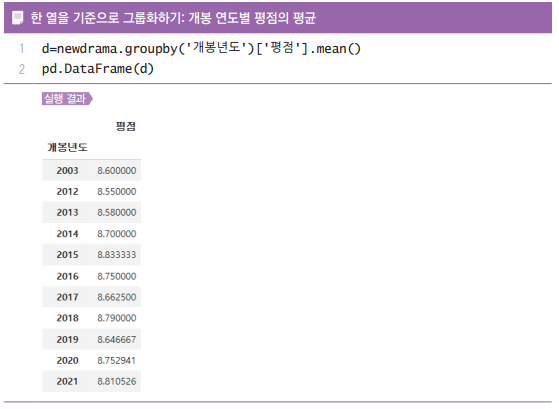 한 열을 기준으로 그룹화하기: 개봉 연도별 평점의 평균
1 d=newdrama.groupby('개봉년도')['평점'].mean()
2 pd.DataFrame(d)
실행 결과
평점
개봉년도
2003 8.600000
2012 8.550000
2013 8.580000
2014 8.700000
2015 8.833333
2016 8.750000
2017 8.662500
2018 8.790000
2019 8.646667
2020 8.752941
2021 8.810526